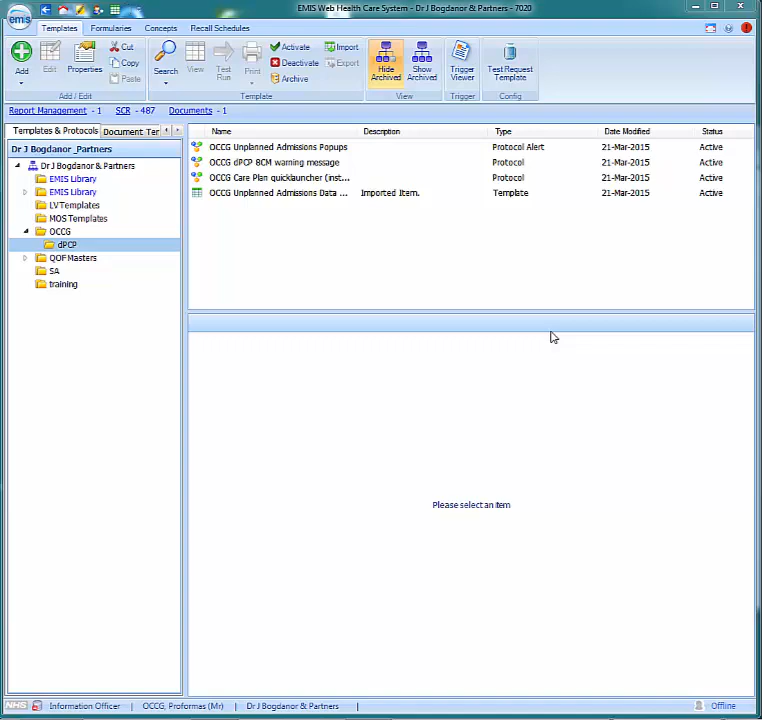 EMIS Web Health Care System - Dr J Bogdanor & Partners - 7020
emis
Templates Formularies Concepts Recall Schedules
Add Edit Properties Cut Copy Paste Search View Test Run Print Activate Deactivate Archive Import Export Hide Archived Show Archived Trigger Viewer Test Request Template
Add / Edit Template View Trigger Config
Report Management - 1 SCR - 487 Documents - 1
Templates & Protocols Document Ter
Dr J Bogdanor _Partners
Dr J Bogdanor & Partners
EMIS Library
EMIS Library
LV Templates
MOS Templates
OCCG
dPCP
QOF Masters
SA
training
Name Description Type Date Modified Status
OCCG Unplanned Admissions Popups Protocol Alert 21-Mar-2015 Active
OCCG dPCP 8CM warning message Protocol 21-Mar-2015 Active
OCCG Care Plan quicklauncher (inst... Protocol 21-Mar-2015 Active
OCCG Unplanned Admissions Data ... Imported Item. Template 21-Mar-2015 Active
Please select an item
NHS Information Officer OCCG, Proformas (Mr) Dr J Bogdanor & Partners Offline